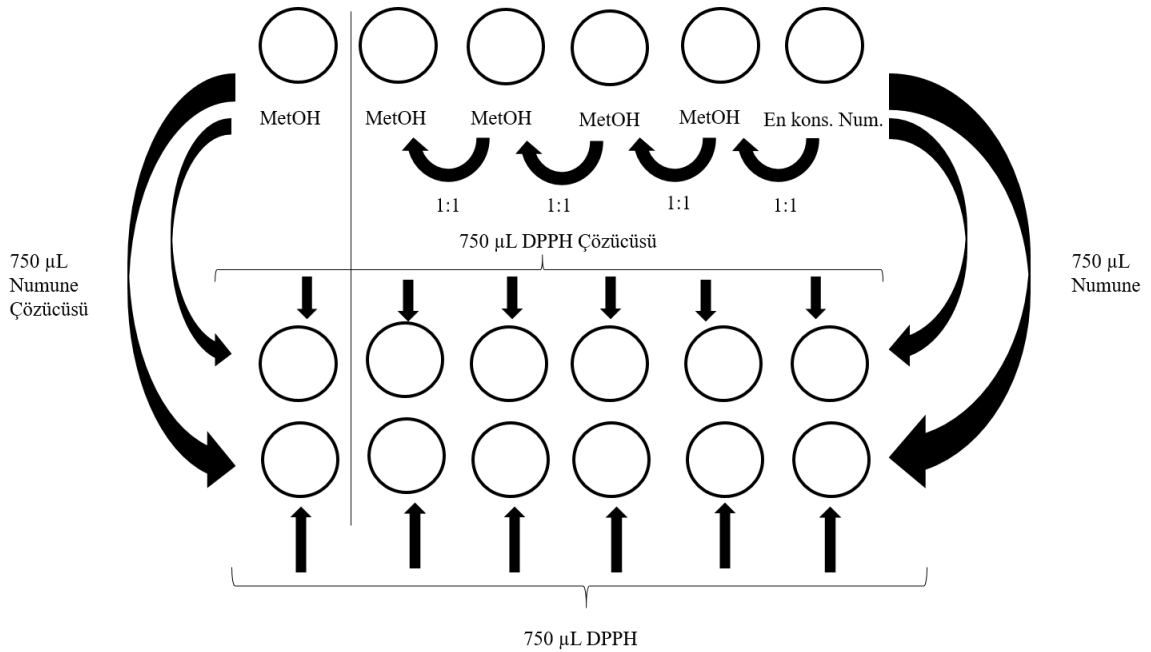 MetOH
MetOH
MetOH
MetOH
MetOH
En kons. Num.
1:1
1:1
1:1
1:1
750 µL DPPH Çözücüsü
750 µL
Numune
Çözücüsü
750 µL
Numune
750 µL DPPH